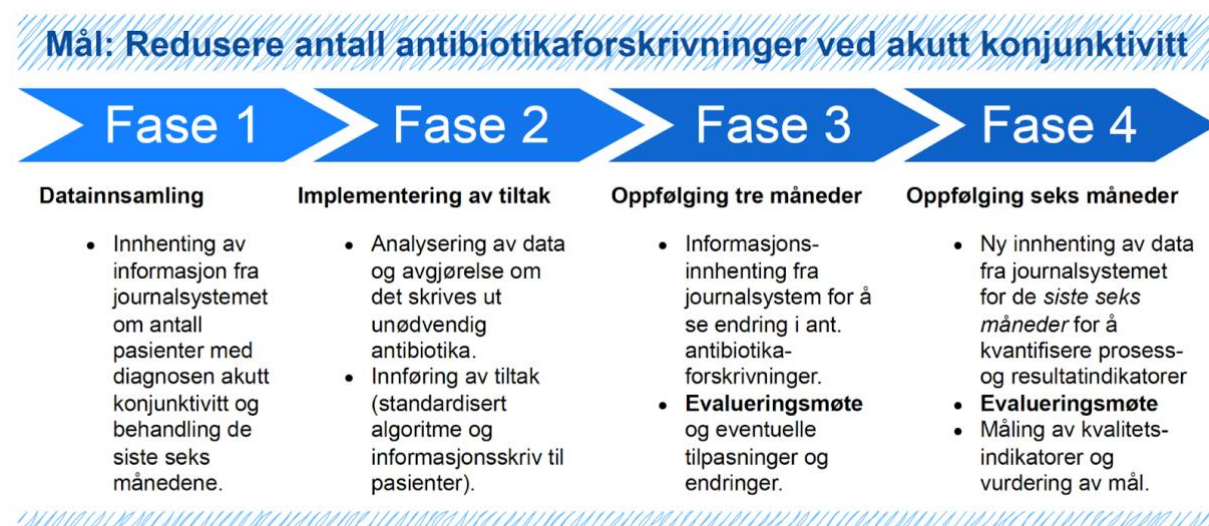 Mål: Redusere antall antibiotikaforskrivninger ved akutt konjunktivitt
Fase 1
Fase 2
Fase 3
Fase 4
Datainnsamling
• Innhenting av
informasjon fra
journalsystemet
om antall
pasienter med
diagnosen akutt
konjunktivitt og
behandling de
siste seks
månedene.
Implementering av tiltak
• Analysering av data
og avgjørelse om
det skrives ut
unødvendig
antibiotika.
• Innføring av tiltak
(standardisert
algoritme og
informasjonsskriv til
pasienter).
Oppfølging tre måneder
• Informasjons-
innhenting fra
journalsystem for å
se endring i ant.
antibiotika-
forskrivninger.
• Evalueringsmøte
og eventuelle
tilpasninger og
endringer.
Oppfølging seks måneder
• Ny innhenting av data
fra journalsystemet
for de siste seks
måneder for å
kvantifisere prosess-
og resultatindikatorer
• Evalueringsmøte
• Måling av kvalitets-
indikatorer og
vurdering av mål.